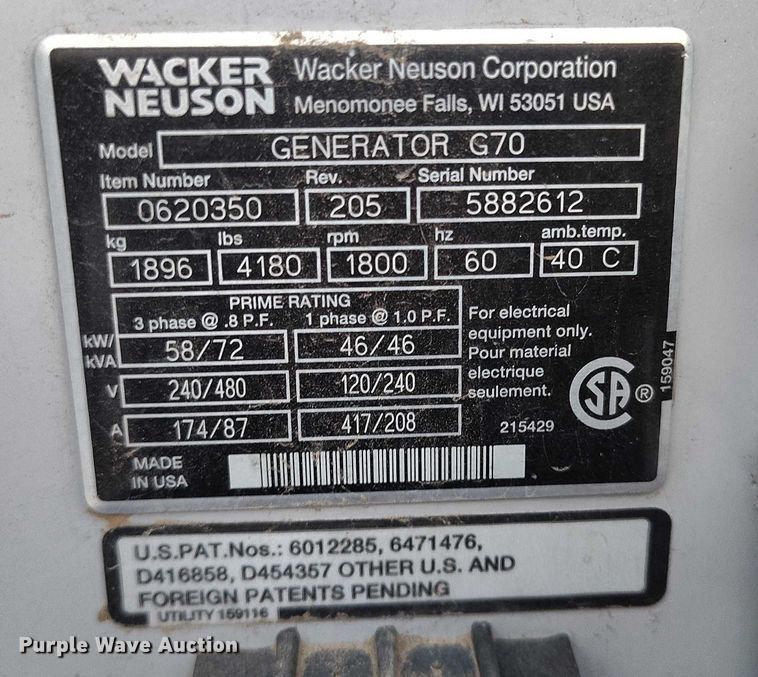 WACKER
NEUSON
Wacker Neuson Corporation
Menomonee Falls, WI 53051 USA
Model GENERATOR G70
Item Number Rev. Serial Number
0620350 205 5882612
kg lbs rpm hz amb.temp.
1896 4180 1800 60 40 C
PRIME RATING
3 phase @ .8 P.F. 1 phase @ 1.0 P.F.
kW/
kVA 58/72 46/46
V 240/480 120/240
A 174/87 417/208
For electrical
equipment only.
Pour material
electrique
seulement.
215429
SA ®
159047
MADE
IN USA
U.S.PAT.Nos.: 6012285, 6471476,
D416858, D454357 OTHER U.S. AND
FOREIGN PATENTS PENDING
UTILITY 159116
Purple Wave Auction